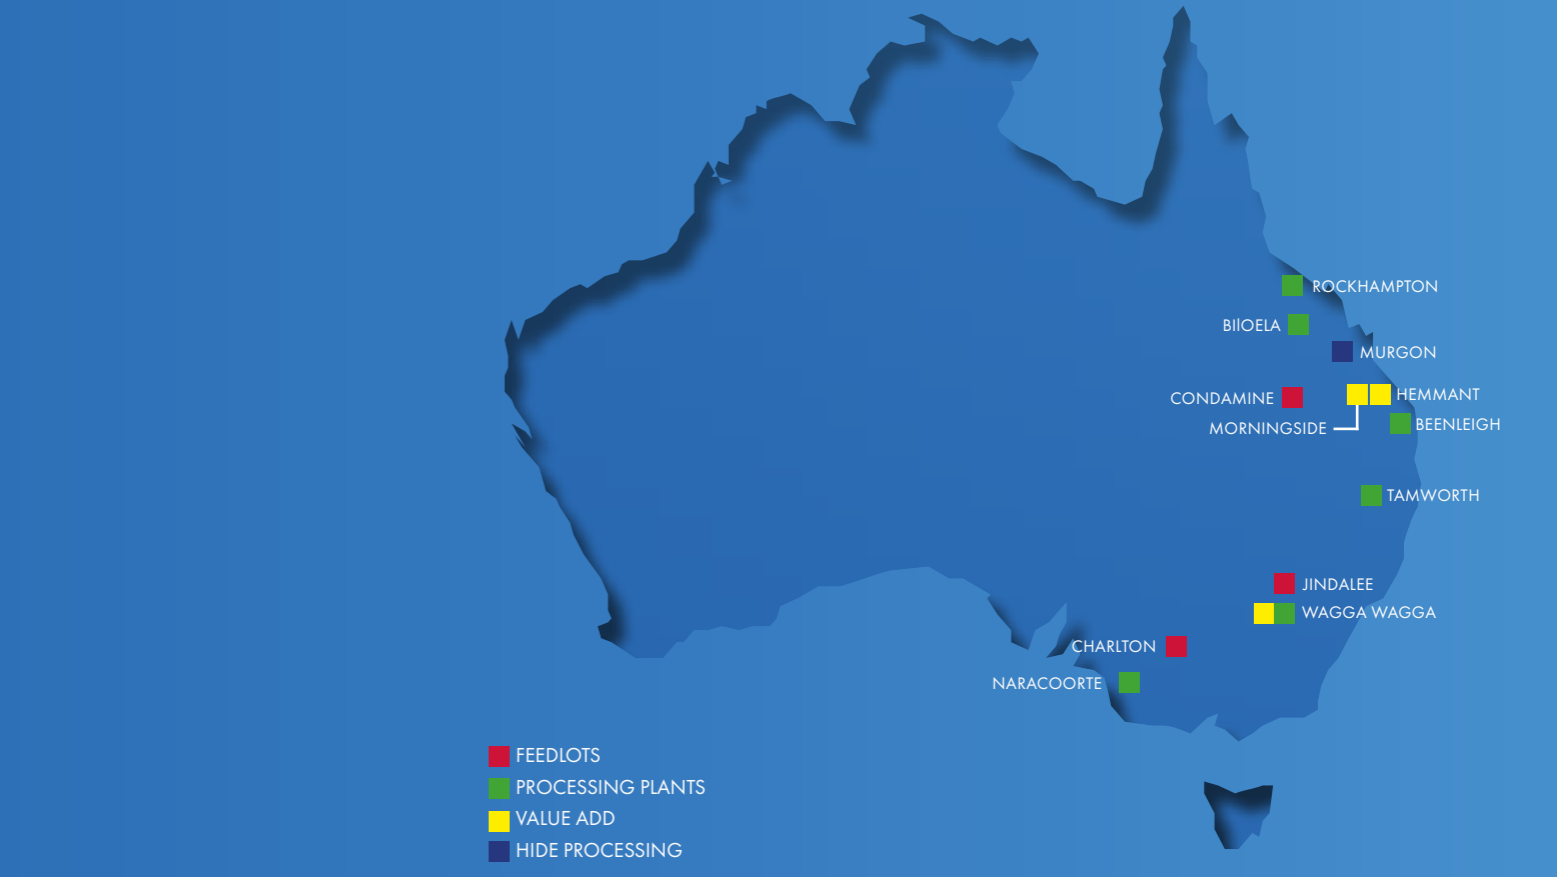 ROCKHAMPTON
BIlOELA
MURGON
CONDAMINE
HEMMANT
MORNINGSIDE
BEENLEIGH
TAMWORTH
JINDALEE
WAGGA WAGGA
CHARLTON
NARACOORTE
FEEDLOTS
PROCESSING PLANTS
VALUE ADD
HIDE PROCESSING